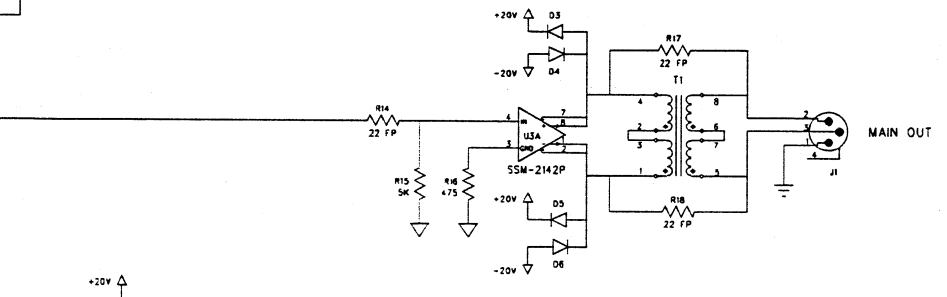 +20V D3
R17
22 FP
-20V D4
T1
4 8
R14
22 FP
4 IN
7
8
U3A
3 GND
1
2
SSM-2142P
2 6
3 7
1 5
2
3
1
4
J1
MAIN OUT
R15
5K
R16
475
+20V D5
R18
22 FP
-20V D6
+20V